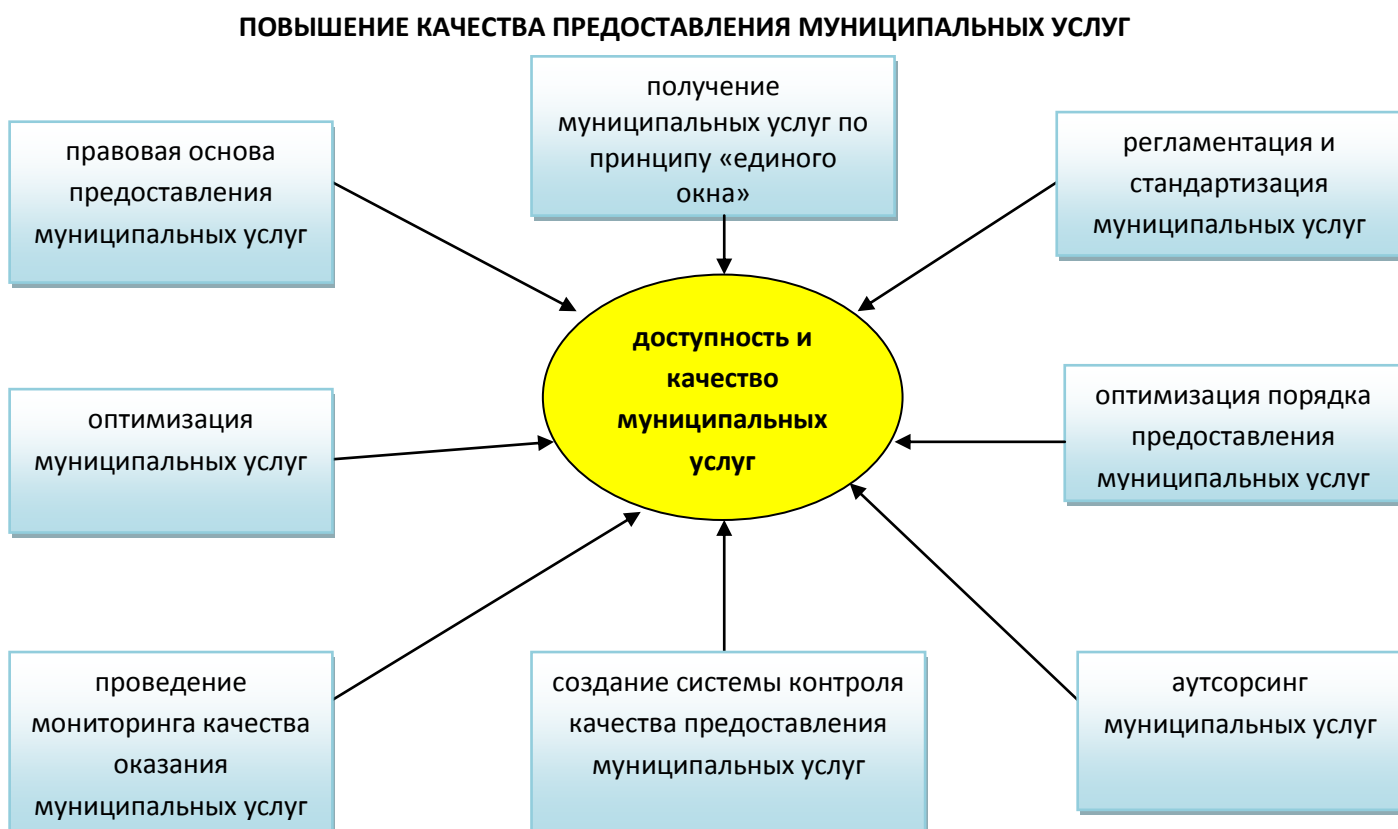 ПОВЫШЕНИЕ КАЧЕСТВА ПРЕДОСТАВЛЕНИЯ МУНИЦИПАЛЬНЫХ УСЛУГ
правовая основа
предоставления
муниципальных услуг
получение
муниципальных услуг по
принципу «единого
окна»
регламентация и
стандартизация
муниципальных услуг
доступность и
качество
муниципальных
услуг
оптимизация
муниципальных услуг
оптимизация порядка
предоставления
муниципальных услуг
проведение
мониторинга качества
оказания
муниципальных услуг
создание системы контроля
качества предоставления
муниципальных услуг
аутсорсинг
муниципальных услуг